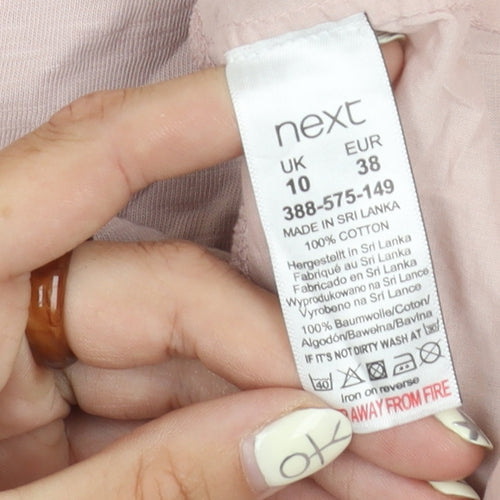 next
UK EUR
10 38
388-575-149
MADE IN SRI LANKA
100% COTTON
Hergestellt in Sri Lanka
Fabriqué au Sri Lanka
Fabricado en Sri Lanka
Wyprodukowano na Sri Lance
Vyrobeno na Sri Lance
100% Baumwolle/Coton/
Algodón/Bawełna/Bavlna
IF IT'S NOT DIRTY WASH AT 30
40
Iron on reverse
AWAY FROM FIRE